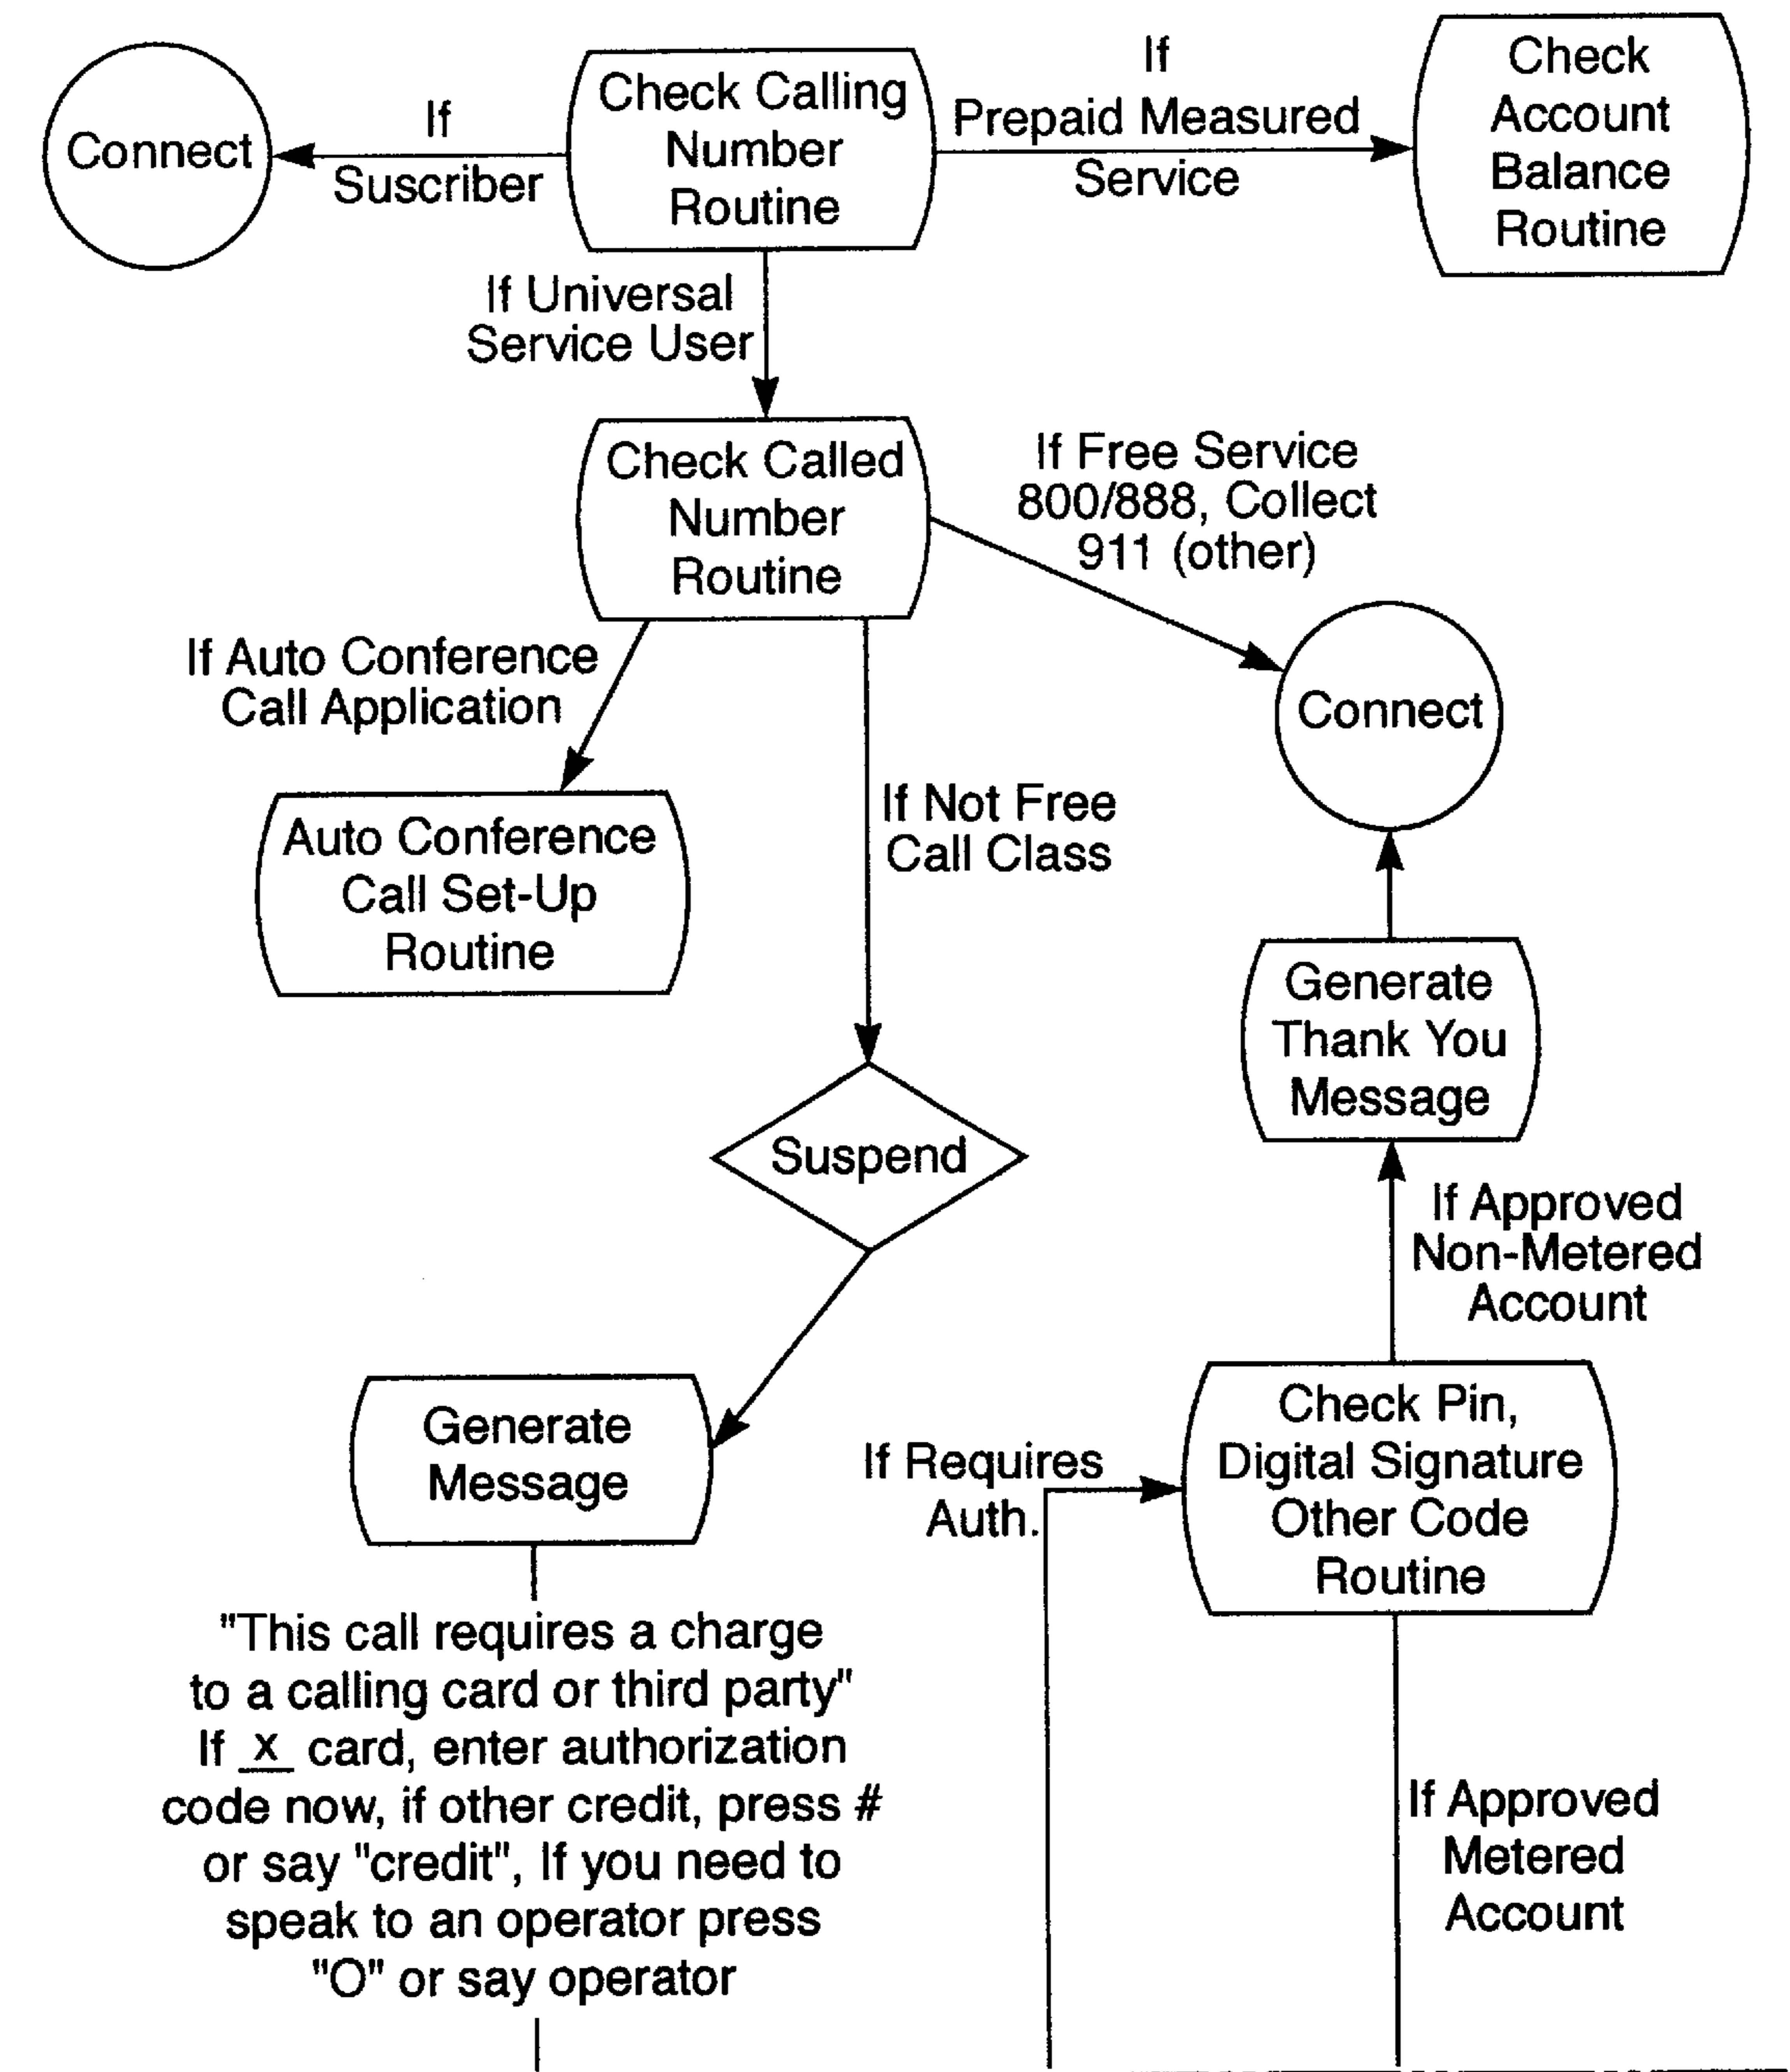 Connect
If
Suscriber
Check Calling
Number
Routine
If
Prepaid Measured
Service
Check
Account
Balance
Routine
If Universal
Service User
Check Called
Number
Routine
If Free Service
800/888, Collect
911 (other)
If Auto Conference
Call Application
Connect
Auto Conference
Call Set-Up
Routine
If Not Free
Call Class
Generate
Thank You
Message
Suspend
If Approved
Non-Metered
Account
Generate
Message
If Requires
Auth.
Check Pin,
Digital Signature
Other Code
Routine
"This call requires a charge
to a calling card or third party"
If x card, enter authorization
code now, if other credit, press #
or say "credit", If you need to
speak to an operator press
"O" or say operator
If Approved
Metered
Account